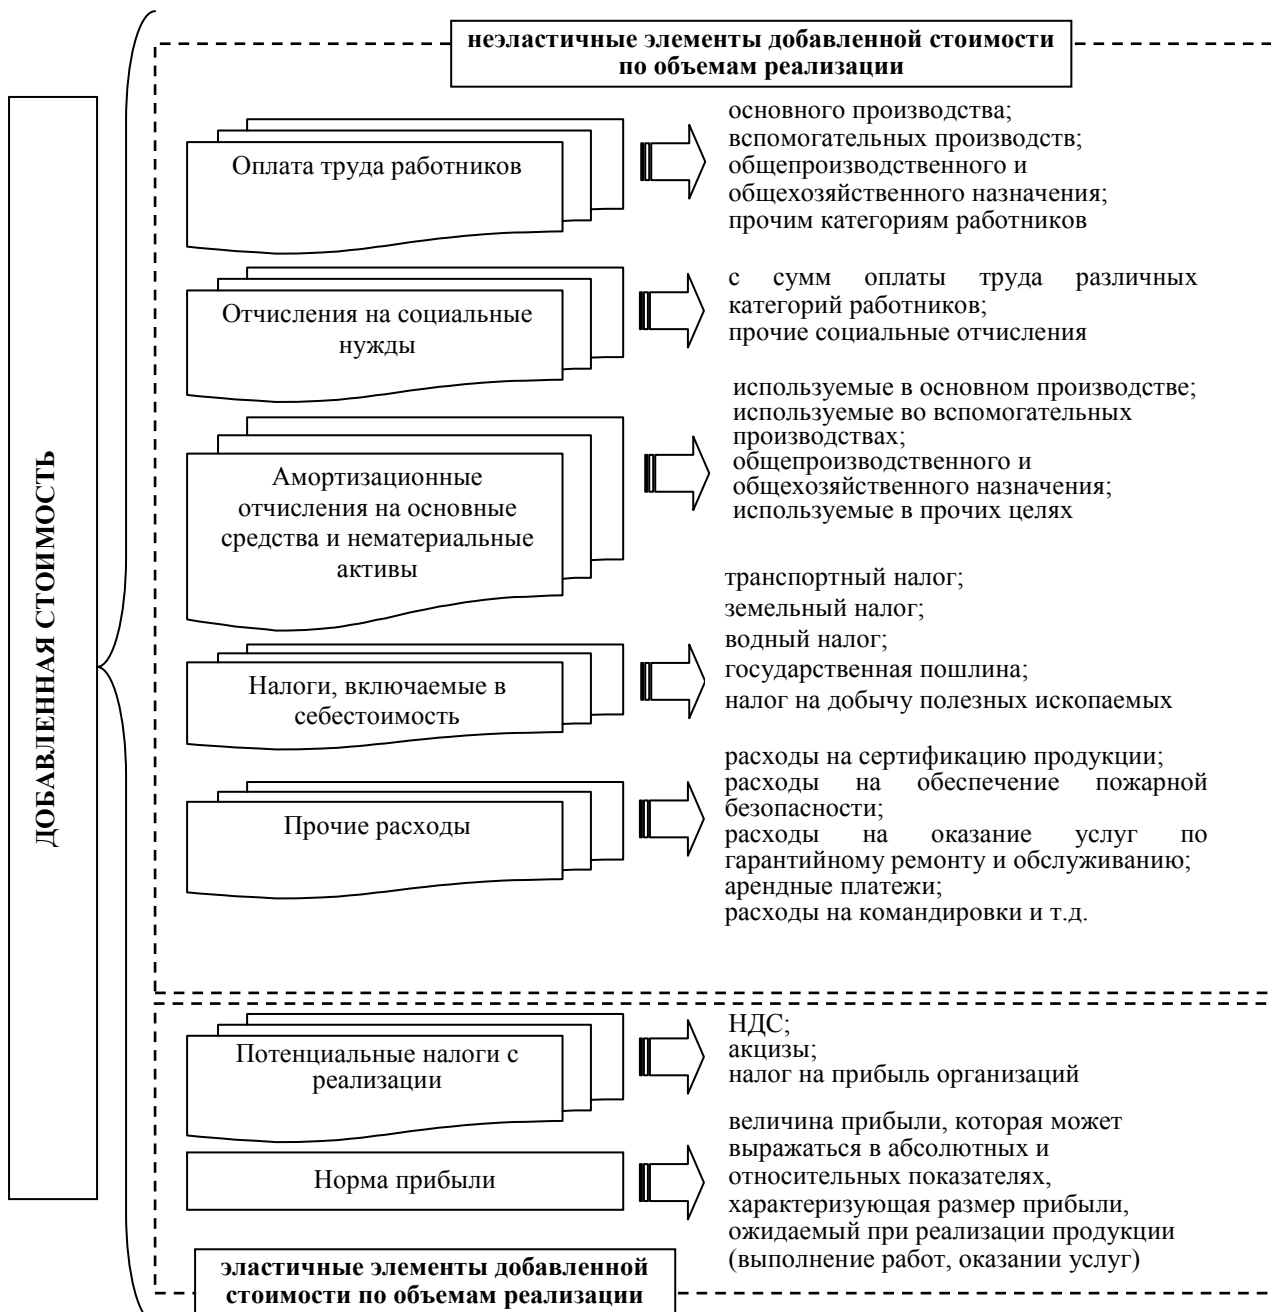 ДОБАВЛЕННАЯ СТОИМОСТЬ
неэластичные элементы добавленной стоимости
по объемам реализации
Оплата труда работников
основного производства;
вспомогательных производств;
общепроизводственного и
общехозяйственного назначения;
прочим категориям работников
Отчисления на социальные
нужды
с сумм оплаты труда различных
категорий работников;
прочие социальные отчисления
Амортизационные
отчисления на основные
средства и нематериальные
активы
используемые в основном производстве;
используемые во вспомогательных
производствах;
общепроизводственного и
общехозяйственного назначения;
используемые в прочих целях
Налоги, включаемые в
себестоимость
транспортный налог;
земельный налог;
водный налог;
государственная пошлина;
налог на добычу полезных ископаемых
Прочие расходы
расходы на сертификацию продукции;
расходы на обеспечение пожарной
безопасности;
расходы на оказание услуг по
гарантийному ремонту и обслуживанию;
арендные платежи;
расходы на командировки и т.д.
Потенциальные налоги с
реализации
НДС;
акцизы;
налог на прибыль организаций
Норма прибыли
величина прибыли, которая может
выражаться в абсолютных и
относительных показателях,
характеризующая размер прибыли,
ожидаемый при реализации продукции
(выполнение работ, оказании услуг)
эластичные элементы добавленной
стоимости по объемам реализации